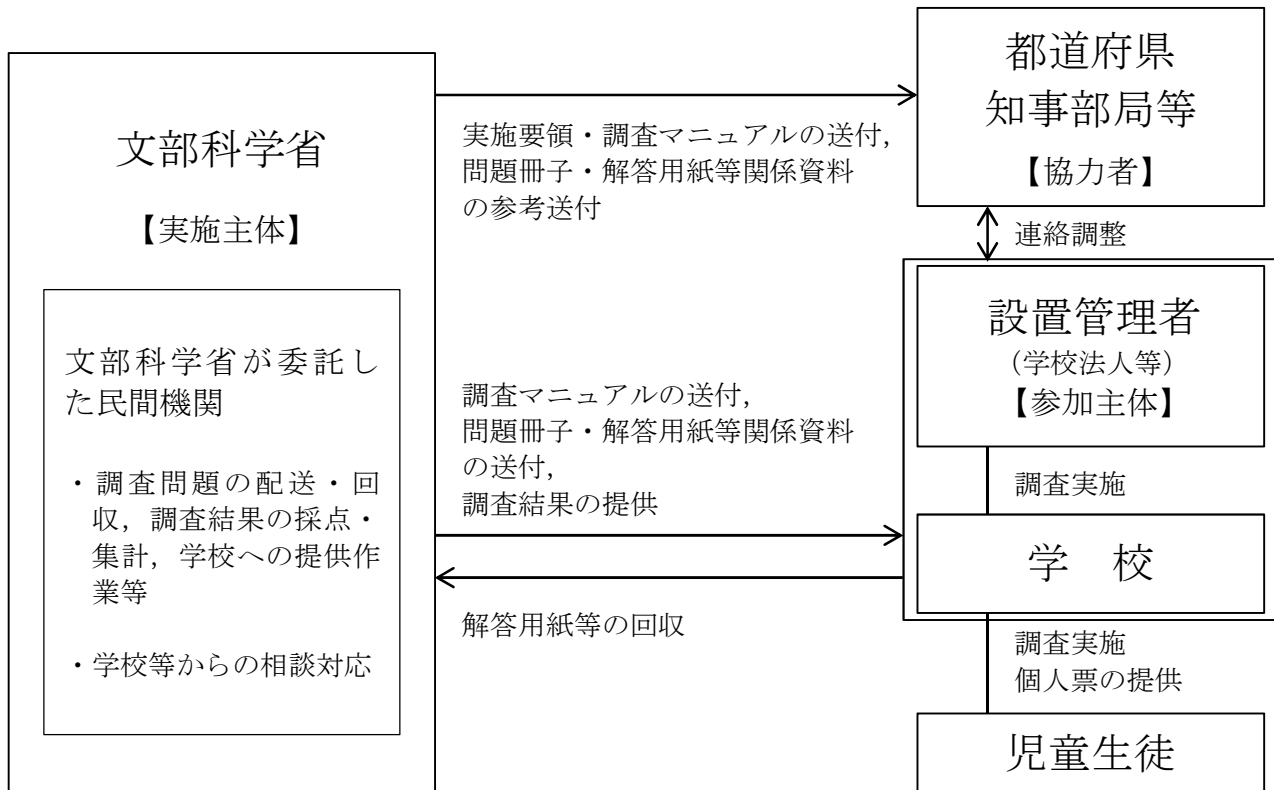 文部科学省
【実施主体】
文部科学省が委託し
た民間機関
・調査問題の配送・回
収，調査結果の採点・
集計，学校への提供作
業等
・学校等からの相談対応
実施要領・調査マニュアルの送付，
問題冊子・解答用紙等関係資料
の参考送付
調査マニュアルの送付，
問題冊子・解答用紙等関係資料
の送付，
調査結果の提供
解答用紙等の回収
都道府県
知事部局等
【協力者】
連絡調整
設置管理者
（学校法人等）
【参加主体】
調査実施
学　校
調査実施
個人票の提供
児童生徒